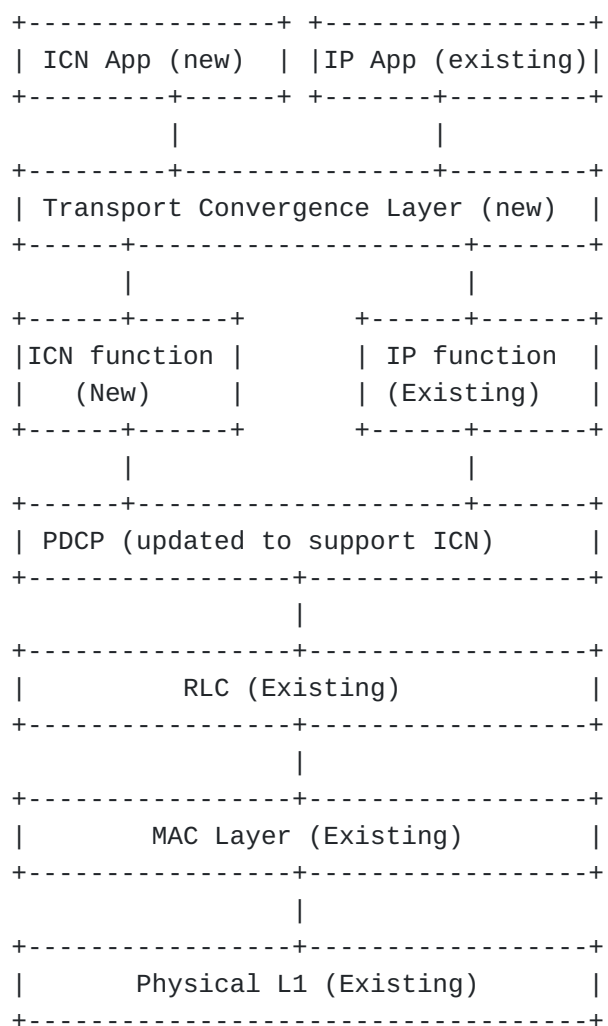 +----------------+ +-----------------+
| ICN App (new)  | |IP App (existing)|
+---------+------+ +-------+---------+
          |                |
+---------+----------------+---------+
| Transport Convergence Layer (new)  |
+------+---------------------+-------+
       |                     |
+------+------+       +------+-------+
|ICN function |       | IP function  |
|   (New)     |       | (Existing)   |
+------+------+       +------+-------+
       |                     |
+------+---------------------+-------+
| PDCP (updated to support ICN)      |
+-----------------+------------------+
                  |
+-----------------+------------------+
|          RLC (Existing)            |
+-----------------+------------------+
                  |
+-----------------+------------------+
|        MAC Layer (Existing)        |
+-----------------+------------------+
                  |
+-----------------+------------------+
|       Physical L1 (Existing)       |
+------------------------------------+